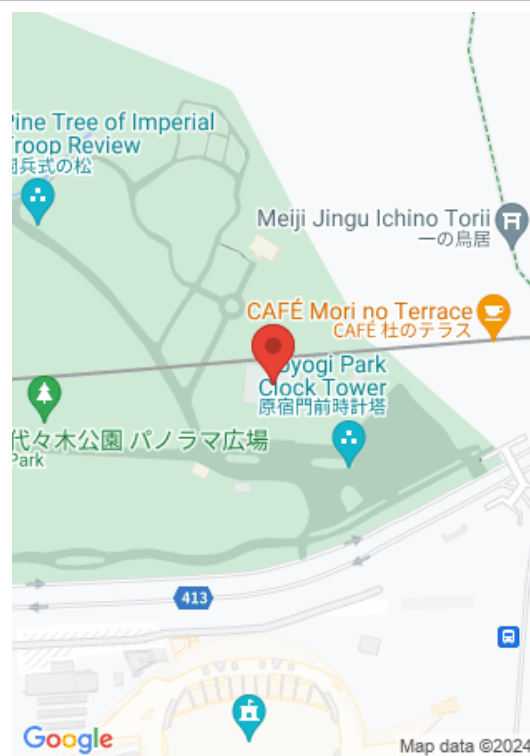 Pine Tree of Imperial
Troop Review
閲兵式の松
Meiji Jingu Ichino Torii
一の鳥居
CAFÉ Mori no Terrace
CAFÉ 杜のテラス
oyogi Park
Clock Tower
原宿門前時計塔
代々木公園 パノラマ広場
Park
413
Google
Map data ©2024